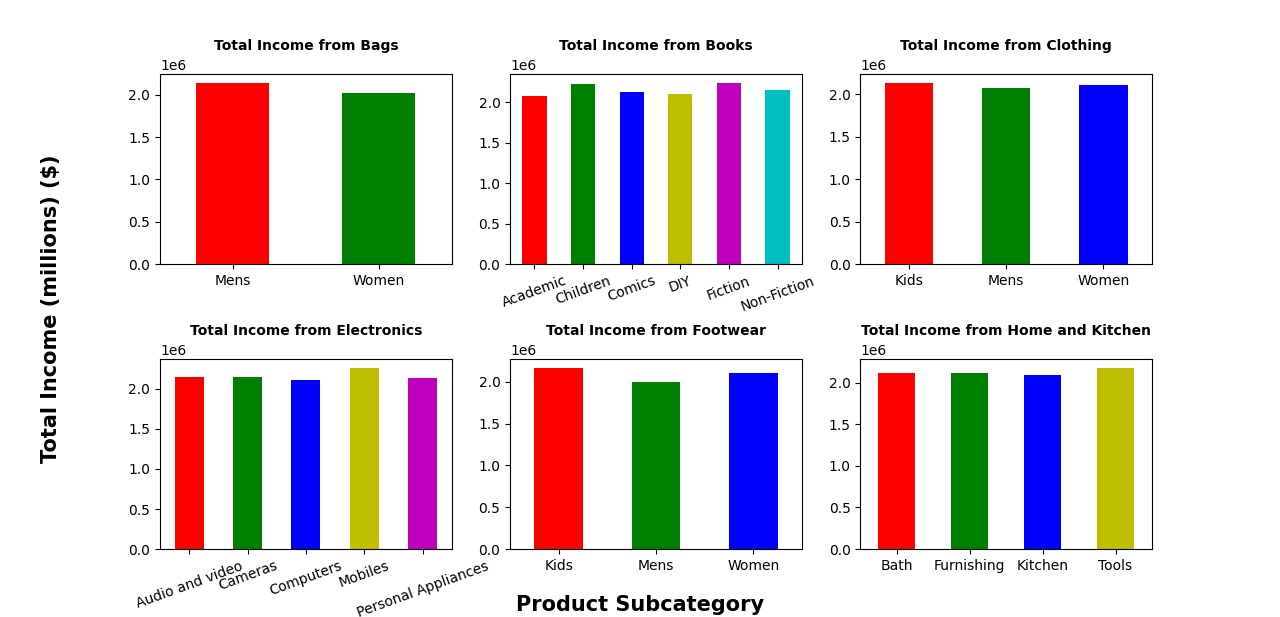 Total Income (millions) ($)
Total Income from Bags
1e6
2.0
1.5
1.0
0.5
0.0
Mens
Women
Total Income from Books
1e6
2.0
1.5
1.0
0.5
0.0
Academic
Children
Comics
DIY
Fiction
Non-Fiction
Total Income from Clothing
1e6
2.0
1.5
1.0
0.5
0.0
Kids
Mens
Women
Total Income from Electronics
1e6
2.0
1.5
1.0
0.5
0.0
Audio and video
Cameras
Computers
Mobiles
Personal Appliances
Total Income from Footwear
1e6
2.0
1.5
1.0
0.5
0.0
Kids
Mens
Women
Total Income from Home and Kitchen
1e6
2.0
1.5
1.0
0.5
0.0
Bath
Furnishing
Kitchen
Tools
Product Subcategory